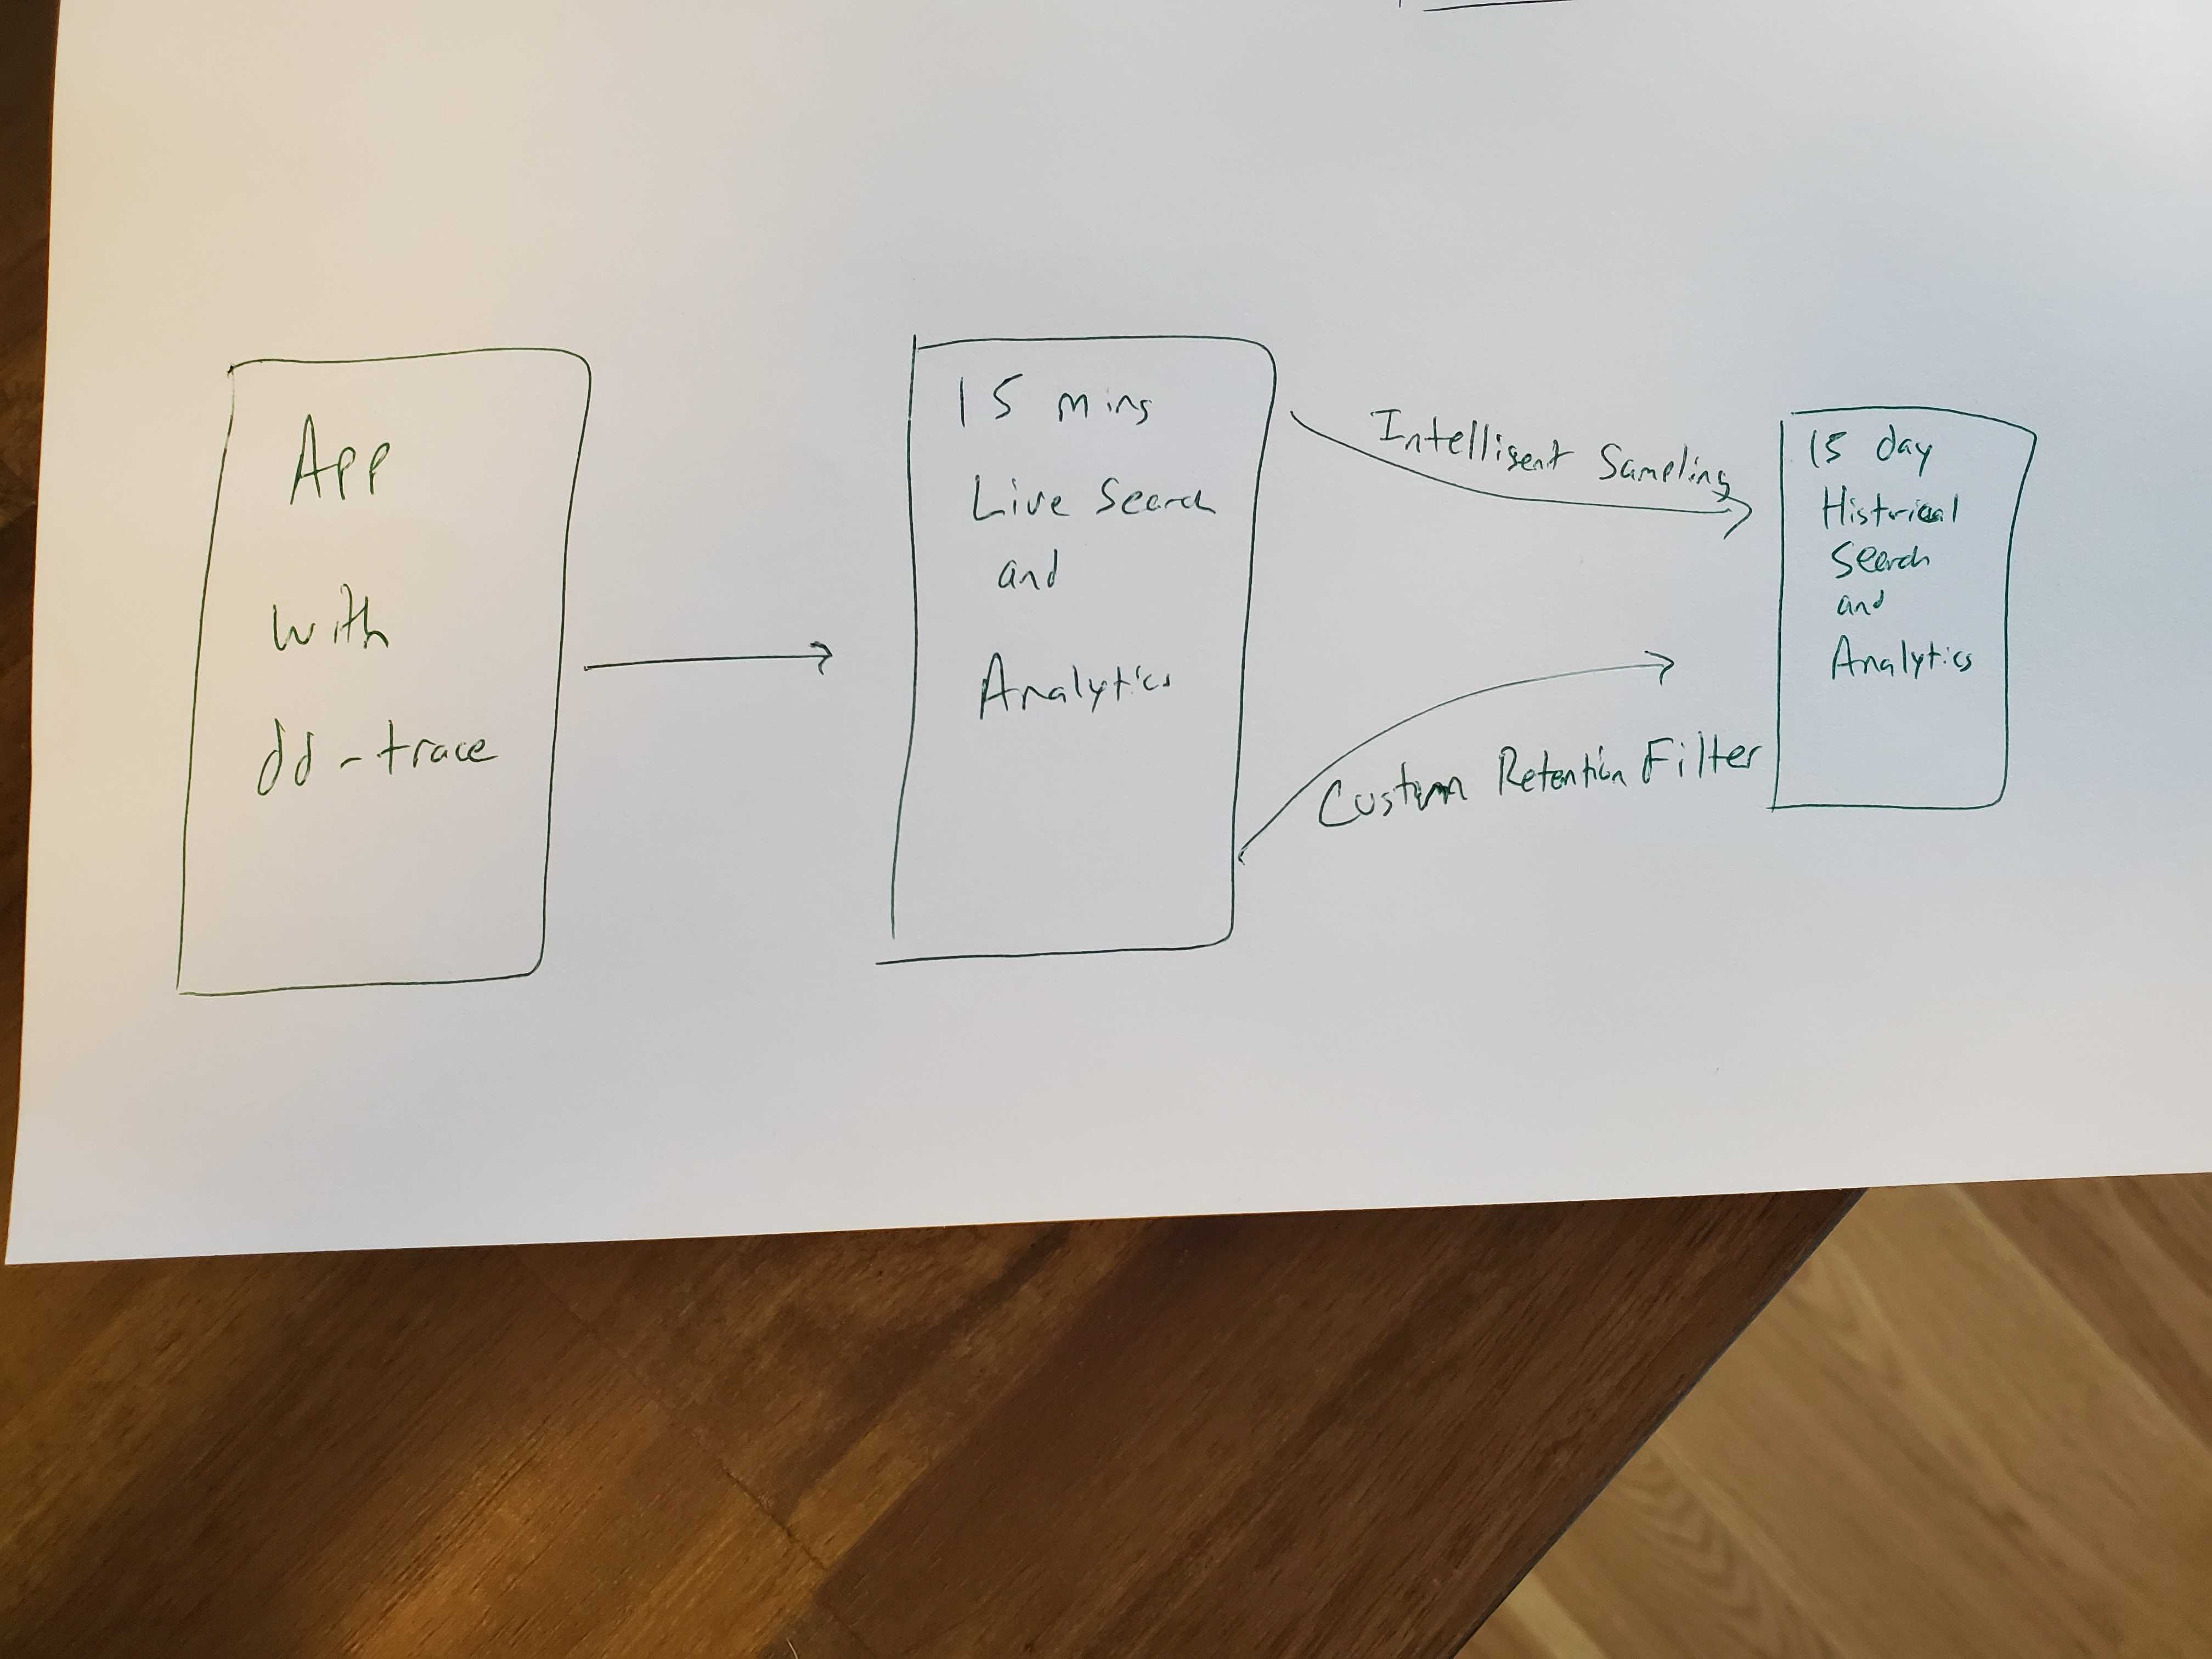 App
with
dd-trace
15 mins
Live Search
and
Analytics
Intelligent Sampling
Custom Retention Filter
15 day
Historical
Search
and
Analytics